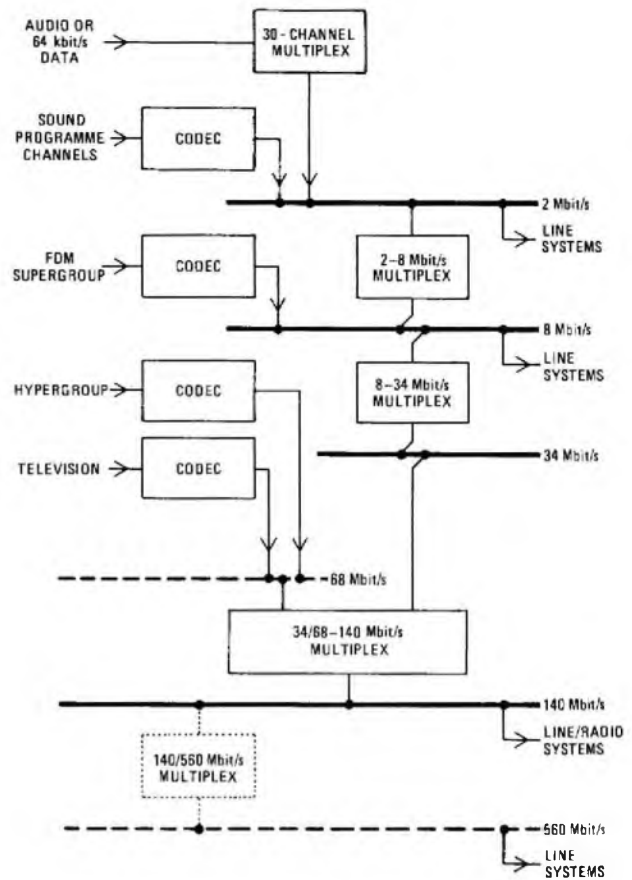 AUDIO OR
64 kbit/s
DATA
30-CHANNEL
MULTIPLEX
SOUND
PROGRAMME
CHANNELS
CODEC
2 Mbit/s
LINE
SYSTEMS
FDM
SUPERGROUP
CODEC
2–8 Mbit/s
MULTIPLEX
8 Mbit/s
LINE
SYSTEMS
HYPERGROUP
CODEC
8–34 Mbit/s
MULTIPLEX
TELEVISION
CODEC
34 Mbit/s
68 Mbit/s
34/68–140 Mbit/s
MULTIPLEX
140 Mbit/s
LINE/RADIO
SYSTEMS
140/560 Mbit/s
MULTIPLEX
560 Mbit/s
LINE
SYSTEMS